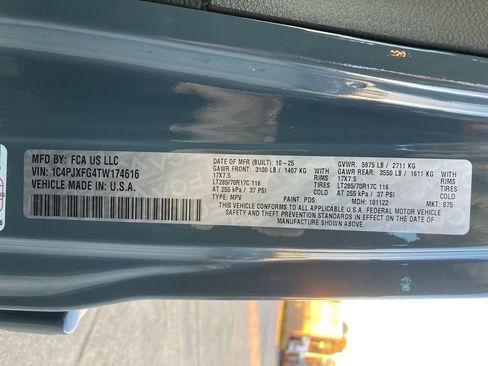 MFD BY: FCA US LLC
VIN: 1C4PJXFG4TW174616
VEHICLE MADE IN: U.S.A.
DATE OF MFR (BUILT): 10-25 GVWR: 5975 LB / 2711 KG
GAWR FRONT: 3100 LB / 1407 KG WITH GAWR REAR: 3550 LB / 1611 KG WITH
17X7.5 RIMS 17X7.5 RIMS
LT285/70R17C 116 TIRES LT285/70R17C 116 TIRES
AT 255 kPa / 37 PSI AT 255 kPa / 37 PSI
TYPE: MPV PAINT: PDS MDH: 101122 MKT: 875
THIS VEHICLE CONFORMS TO ALL APPLICABLE U.S.A. FEDERAL MOTOR VEHICLE
SAFETY AND THEFT PREVENTION STANDARDS IN EFFECT ON THE DATE OF MANUFACTURE
SHOWN ABOVE.